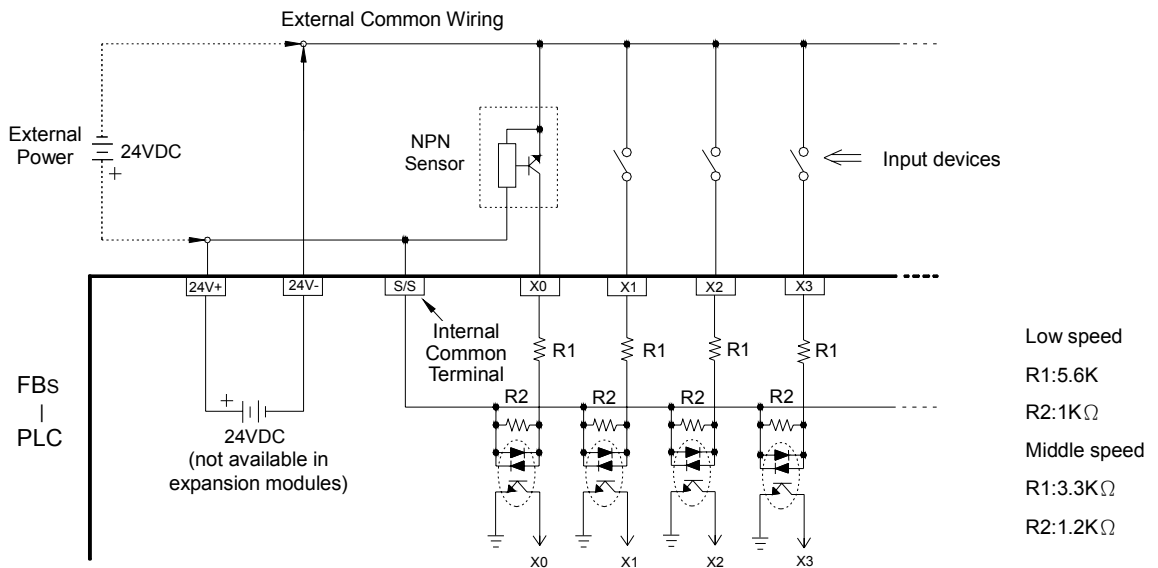 External Common Wiring
External
Power
24VDC
+
NPN
Sensor
Input devices
24V+
24V-
S/S
X0
X1
X2
X3
Internal
Common
Terminal
R1
R1
R1
R1
R2
R2
R2
R2
FBs
PLC
+
24VDC
(not available in
expansion modules)
X0
X1
X2
X3
Low speed
R1:5.6K
R2:1KΩ
Middle speed
R1:3.3KΩ
R2:1.2KΩ